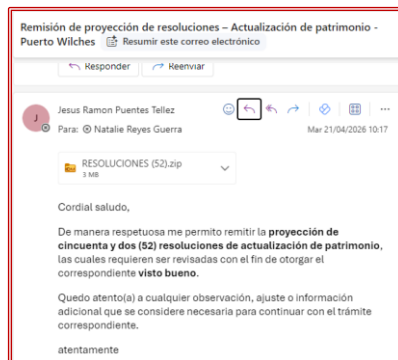 Remisión de proyección de resoluciones – Actualización de patrimonio -
Puerto Wilches Resumir este correo electrónico
Responder Reenviar
J
Jesus Ramon Puentes Tellez
Para: Natalie Reyes Guerra
Mar 21/04/2026 10:17
RESOLUCIONES (52).zip
3 MB
Cordial saludo,
De manera respetuosa me permito remitir la proyección de
cincuenta y dos (52) resoluciones de actualización de patrimonio,
las cuales requieren ser revisadas con el fin de otorgar el
correspondiente visto bueno.
Quedo atento(a) a cualquier observación, ajuste o información
adicional que se considere necesaria para continuar con el trámite
correspondiente.
atentamente